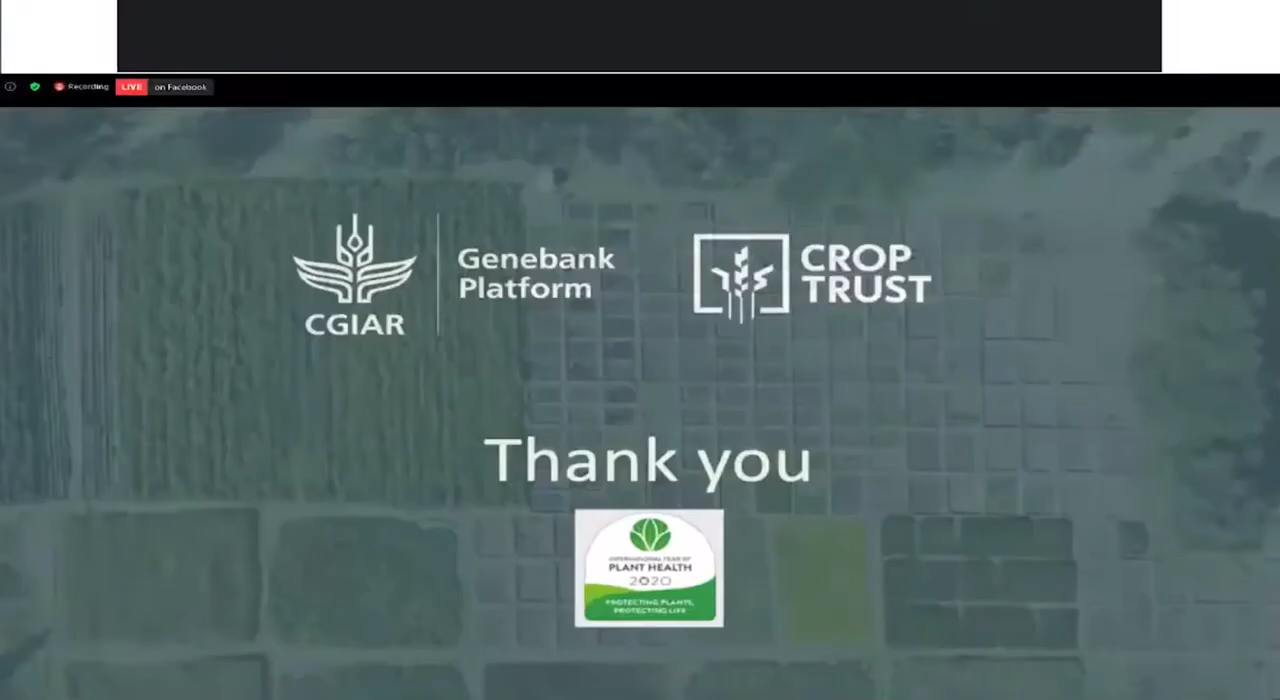 Recording
LIVE on Facebook
CGIAR
Genebank
Platform
CROP
TRUST
Thank you
INTERNATIONAL YEAR OF
PLANT HEALTH
2020
PROTECTING PLANTS,
PROTECTING LIFE